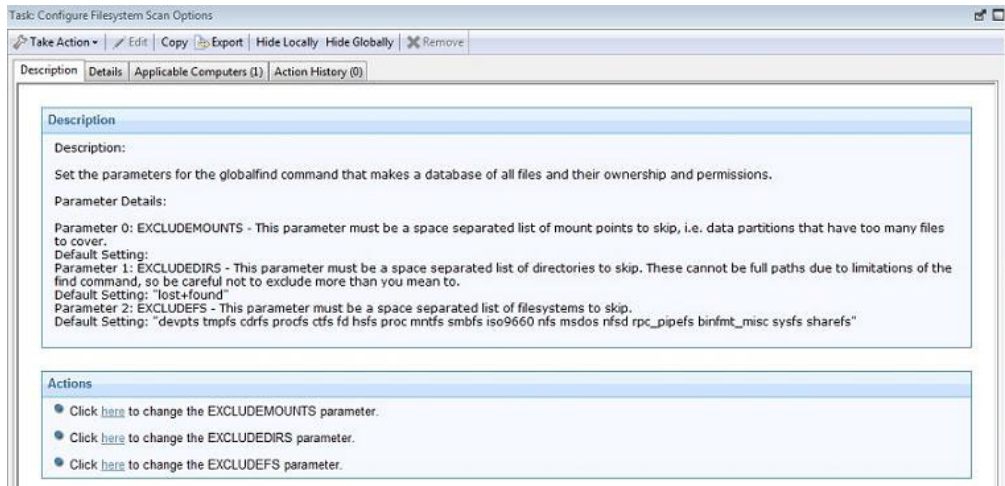 Task: Configure Filesystem Scan Options
Take Action Edit Copy Export Hide Locally Hide Globally Remove
Description Details Applicable Computers (1) Action History (0)
Description
Description:
Set the parameters for the globalfind command that makes a database of all files and their ownership and permissions.
Parameter Details:
Parameter 0: EXCLUDEMOUNTS - This parameter must be a space separated list of mount points to skip, i.e. data partitions that have too many files
to cover.
Default Setting:
Parameter 1: EXCLUDEDIRS - This parameter must be a space separated list of directories to skip. These cannot be full paths due to limitations of the
find command, so be careful not to exclude more than you mean to.
Default Setting: "lost+found"
Parameter 2: EXCLUDEFS - This parameter must be a space separated list of filesystems to skip.
Default Setting: "devpts tmpfs cdrfs procfs ctfs fd hsfs proc mntfs smbfs iso9660 nfs msdos nfsd rpc_pipefs binfmt_misc sysfs sharefs"
Actions
Click here to change the EXCLUDEMOUNTS parameter.
Click here to change the EXCLUDEDIRS parameter.
Click here to change the EXCLUDEFS parameter.